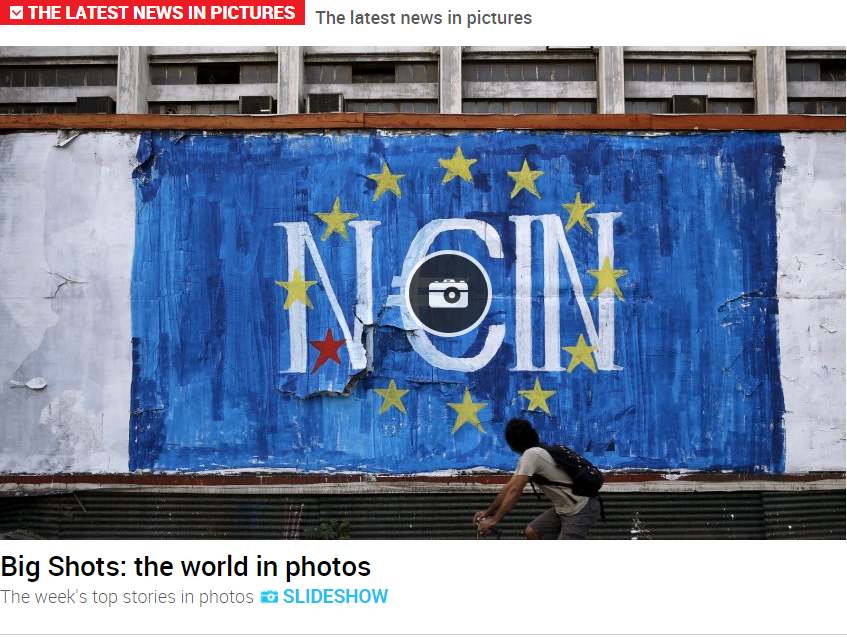 THE LATEST NEWS IN PICTURES
The latest news in pictures
N€IN
Big Shots: the world in photos
The week's top stories in photos SLIDESHOW